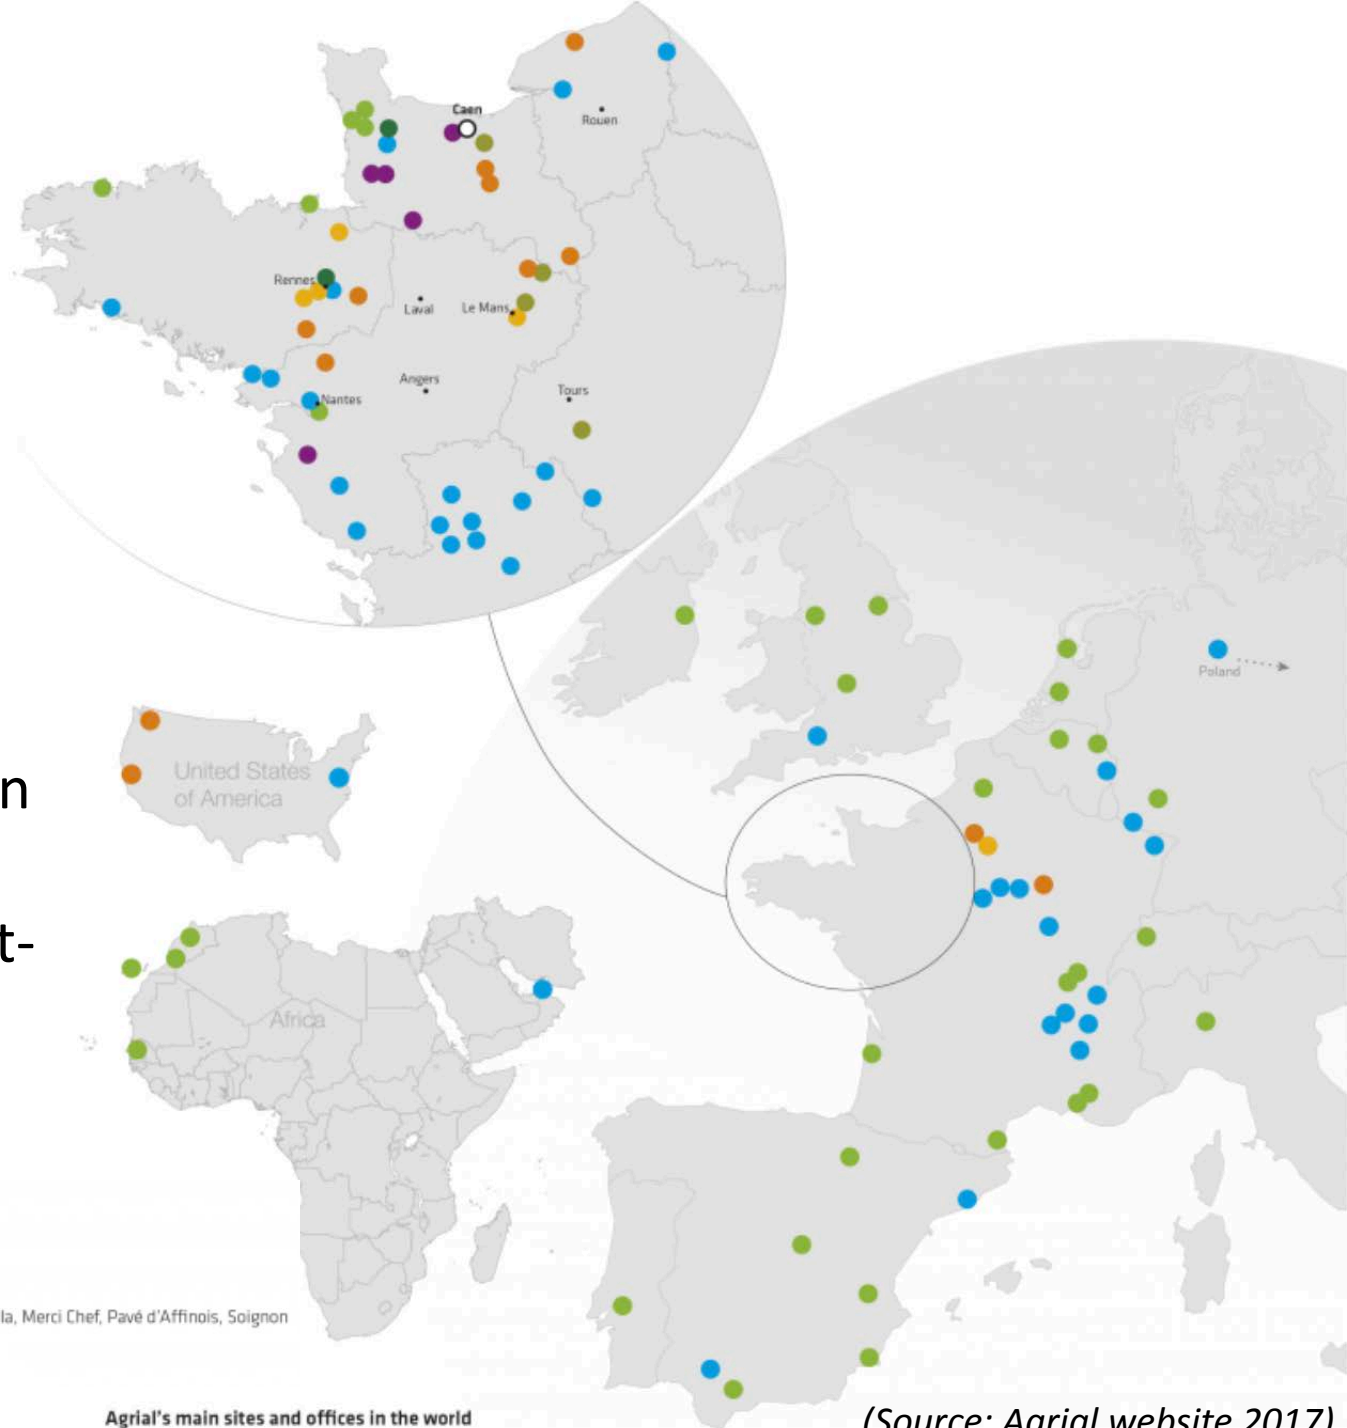 Caen
Rouen
Rennes
Laval
Le Mans
Angers
Nantes
Tours
Poland
United States
of America
n
t-
Africa
la, Merci Chef, Pavé d'Affinois, Soignon
Agrial's main sites and offices in the world
(Source: Agrial website 2017)